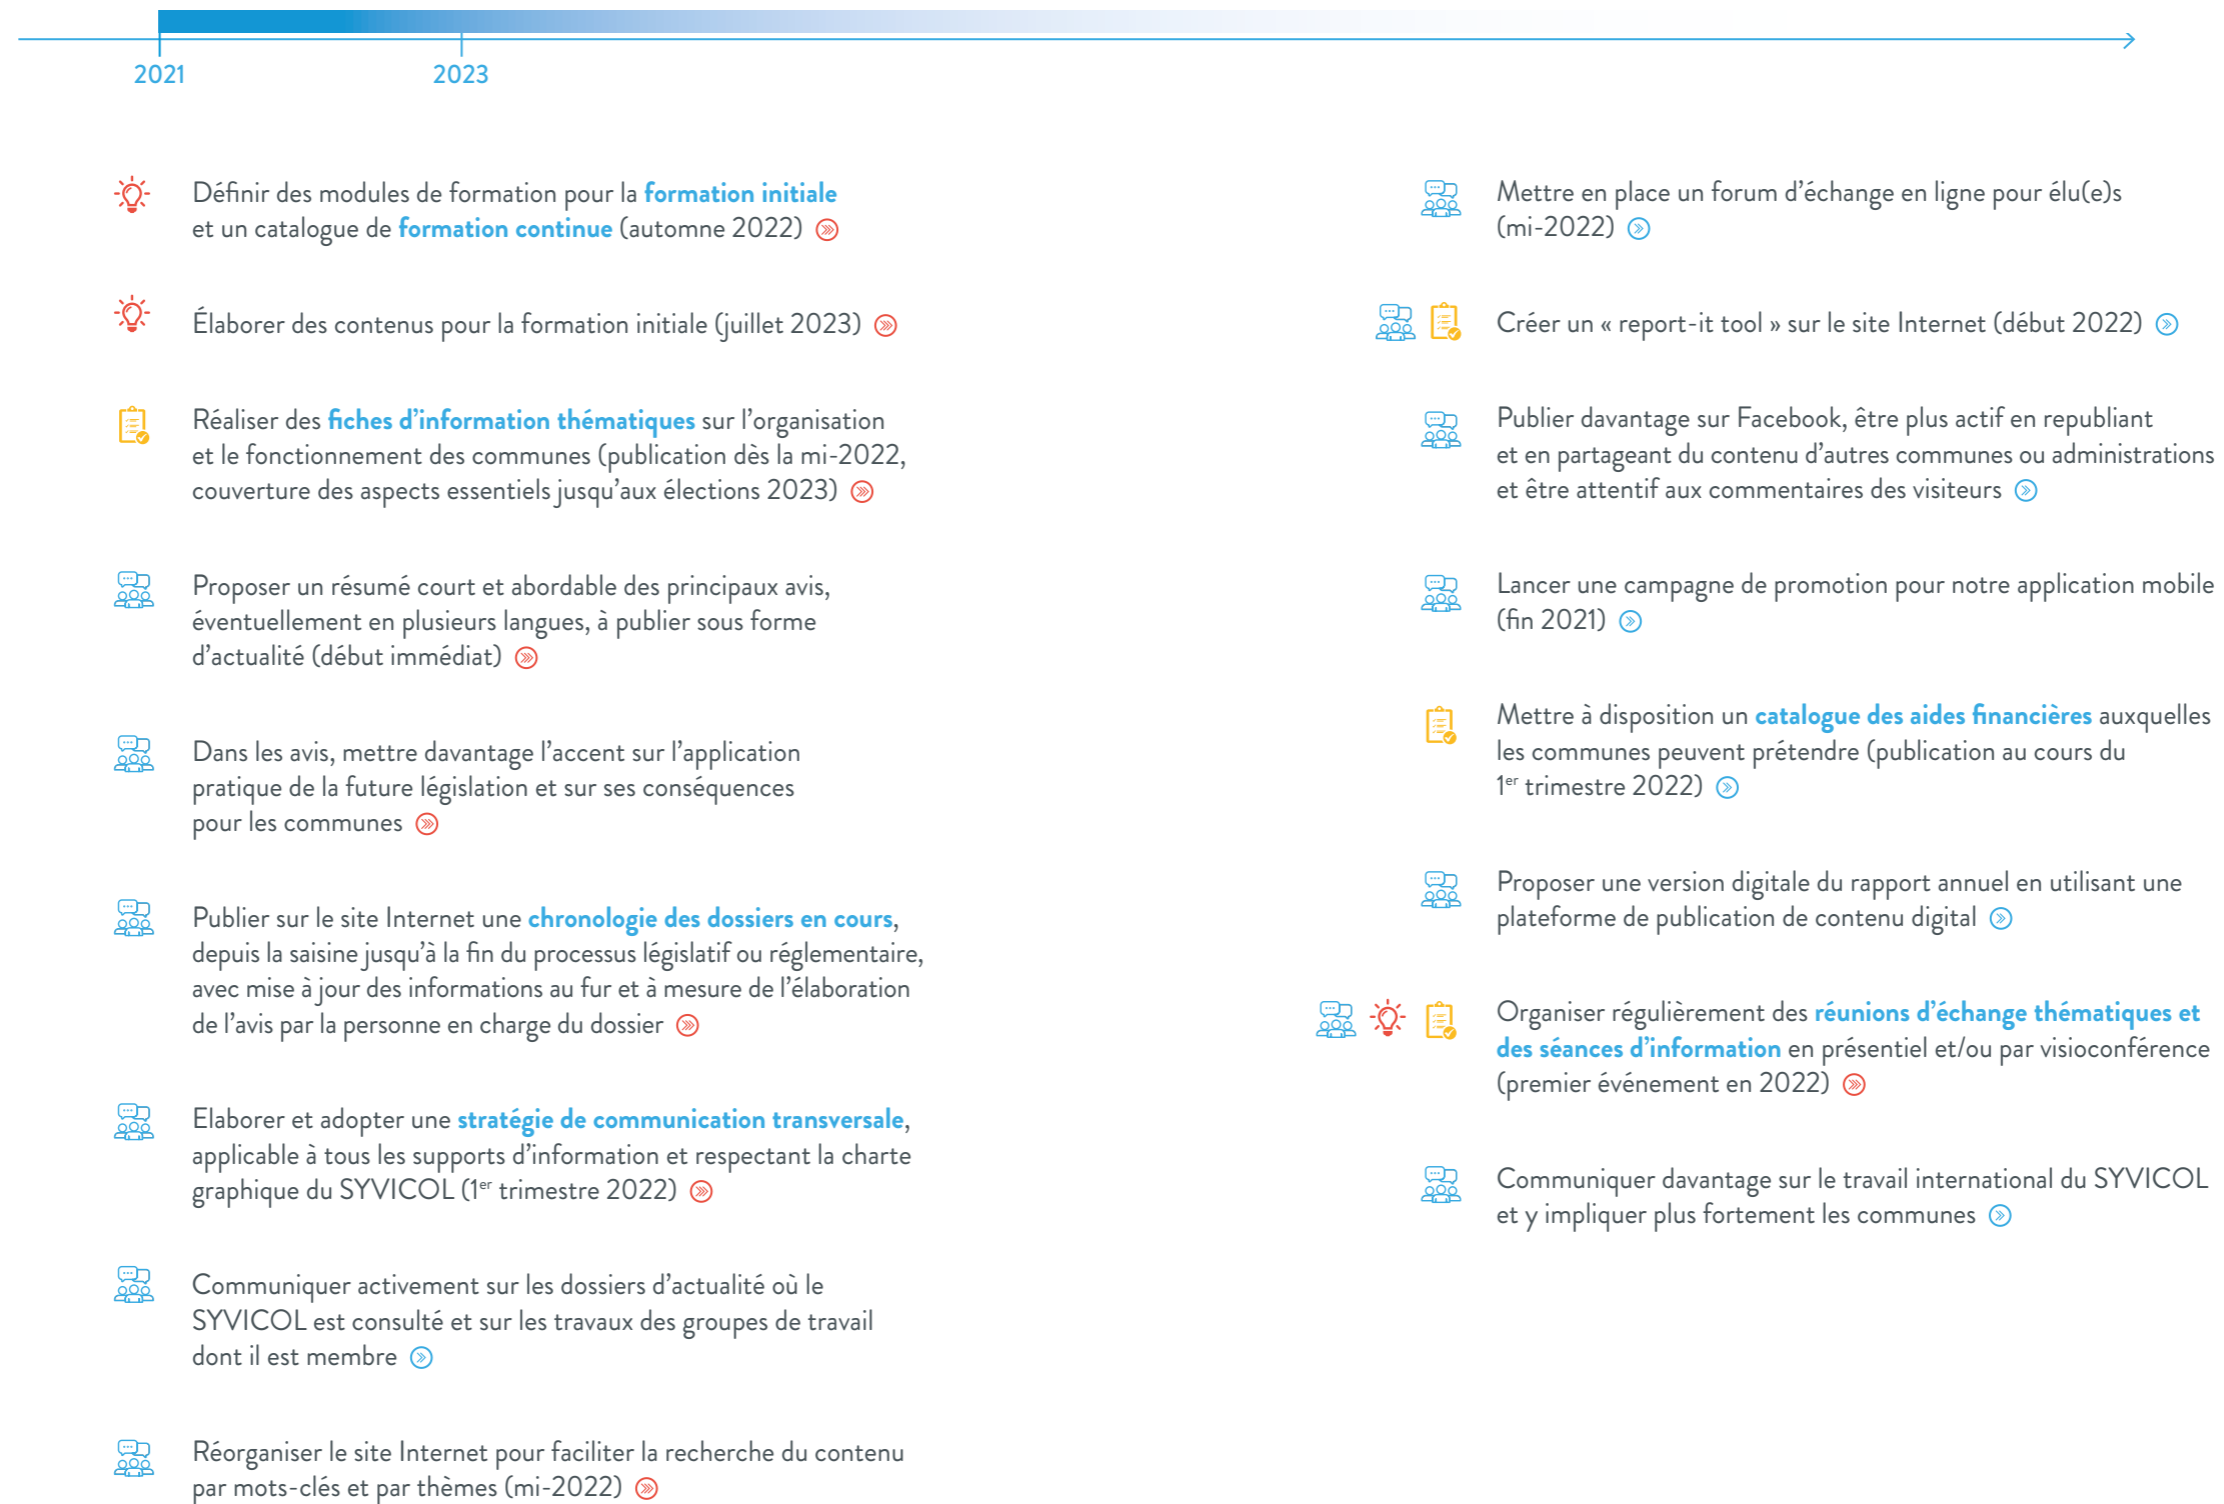 2021
2023
Définir des modules de formation pour la formation initiale
et un catalogue de formation continue (automne 2022)
Élaborer des contenus pour la formation initiale (juillet 2023)
Réaliser des fiches d’information thématiques sur l’organisation
et le fonctionnement des communes (publication dès la mi-2022,
couverture des aspects essentiels jusqu’aux élections 2023)
Proposer un résumé court et abordable des principaux avis,
éventuellement en plusieurs langues, à publier sous forme
d’actualité (début immédiat)
Dans les avis, mettre davantage l’accent sur l’application
pratique de la future législation et sur ses conséquences
pour les communes
Publier sur le site Internet une chronologie des dossiers en cours,
depuis la saisine jusqu’à la fin du processus législatif ou réglementaire,
avec mise à jour des informations au fur et à mesure de l’élaboration
de l’avis par la personne en charge du dossier
Elaborer et adopter une stratégie de communication transversale,
applicable à tous les supports d’information et respectant la charte
graphique du SYVICOL (1er trimestre 2022)
Communiquer activement sur les dossiers d’actualité où le
SYVICOL est consulté et sur les travaux des groupes de travail
dont il est membre
Réorganiser le site Internet pour faciliter la recherche du contenu
par mots-clés et par thèmes (mi-2022)
Mettre en place un forum d’échange en ligne pour élu(e)s
(mi-2022)
Créer un « report-it tool » sur le site Internet (début 2022)
Publier davantage sur Facebook, être plus actif en republiant
et en partageant du contenu d’autres communes ou administrations
et être attentif aux commentaires des visiteurs
Lancer une campagne de promotion pour notre application mobile
(fin 2021)
Mettre à disposition un catalogue des aides financières auxquelles
les communes peuvent prétendre (publication au cours du
1er trimestre 2022)
Proposer une version digitale du rapport annuel en utilisant une
plateforme de publication de contenu digital
Organiser régulièrement des réunions d’échange thématiques et
des séances d’information en présentiel et/ou par visioconférence
(premier événement en 2022)
Communiquer davantage sur le travail international du SYVICOL
et y impliquer plus fortement les communes